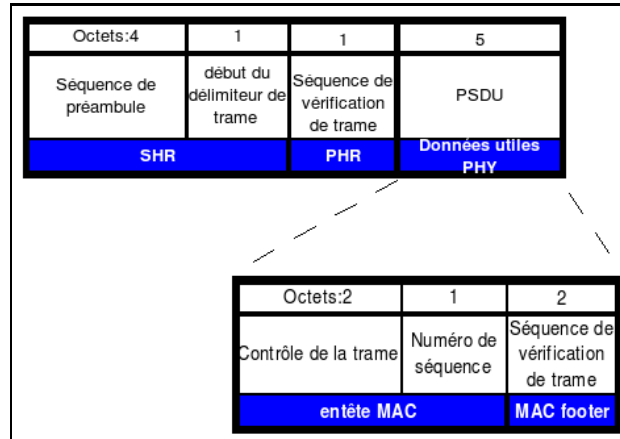 Octets:4 1 1 5
Séquence de
préambule
début du
délimiteur de
trame
Séquence de
vérification
de trame
PSDU
SHR PHR Données utiles
PHY
Octets:2 1 2
Contrôle de la trame
Numéro de
séquence
Séquence de
vérification
de trame
entête MAC MAC footer